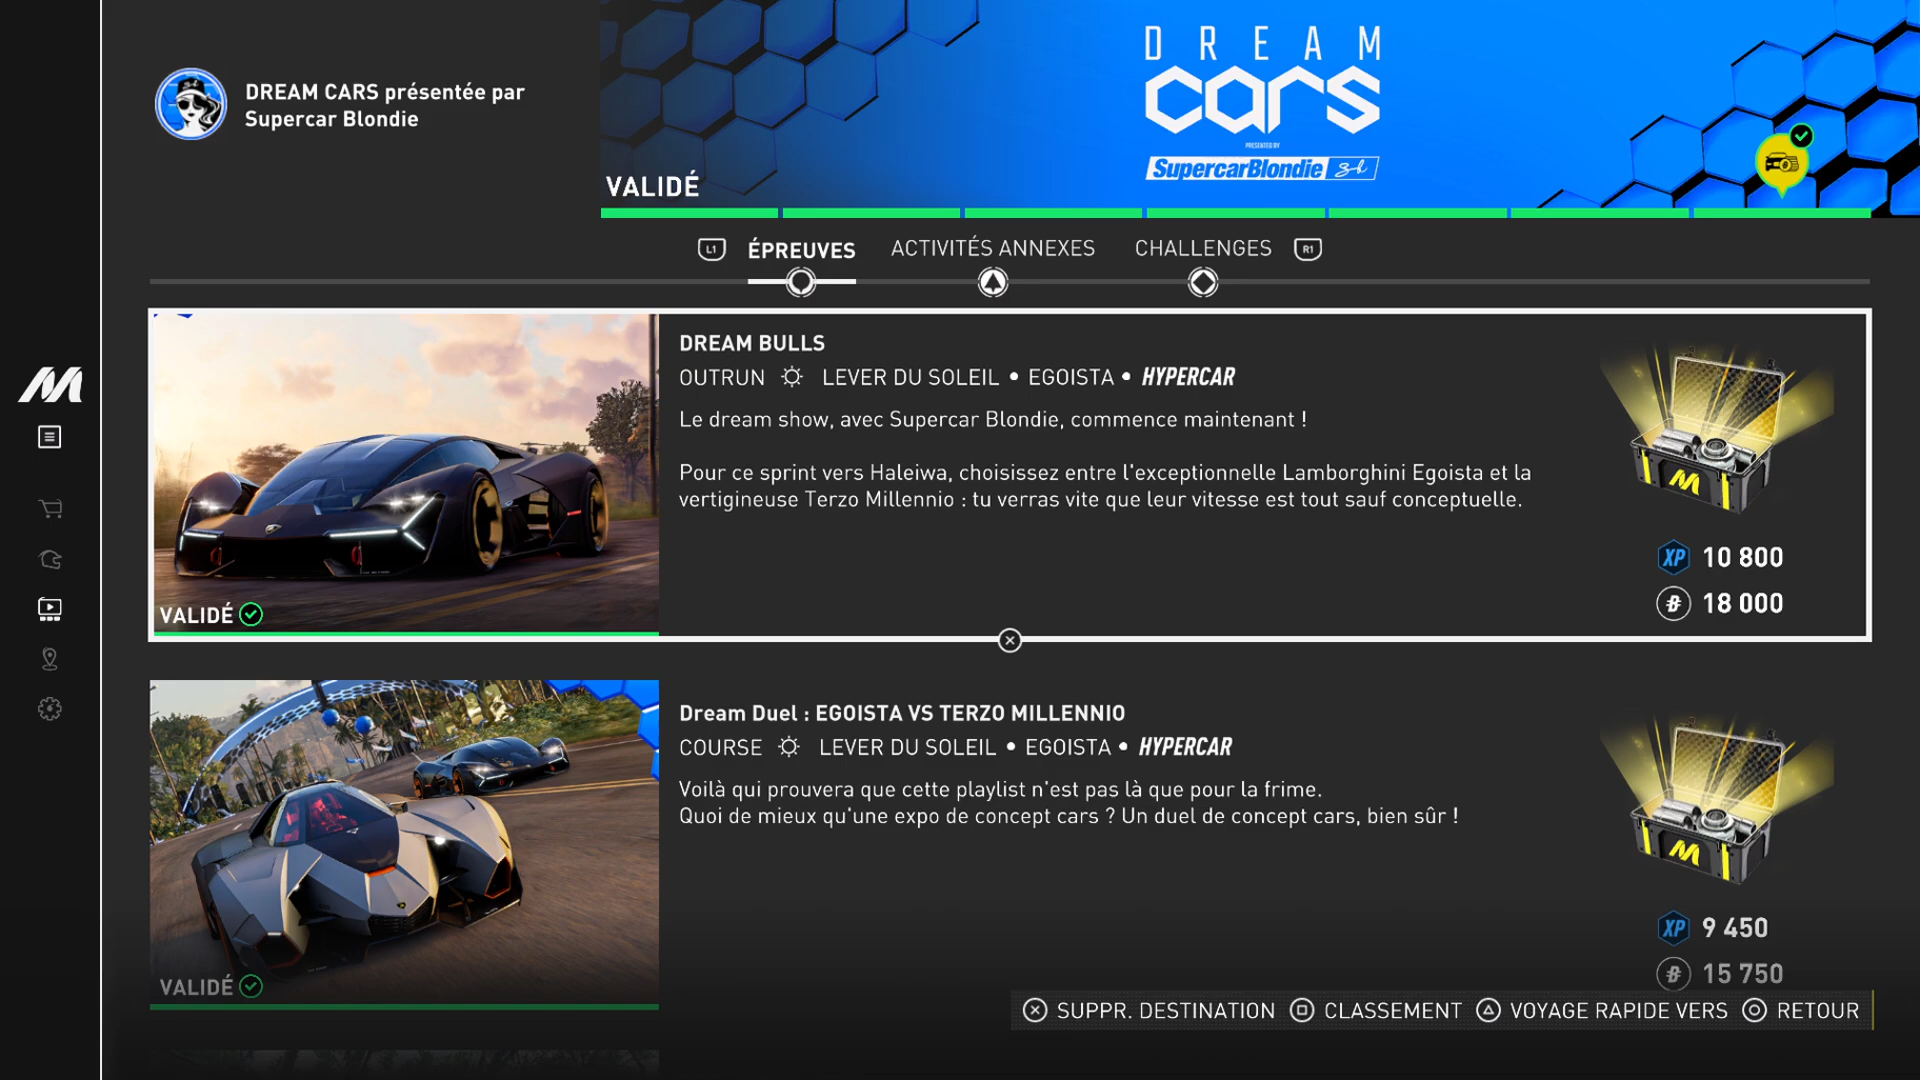 DREAM CARS présentée par
Supercar Blondie
DREAM
cars
PRESENTED BY
SupercarBlondie
VALIDÉ
L1
ÉPREUVES
ACTIVITÉS ANNEXES
CHALLENGES
R1
DREAM BULLS
OUTRUN LEVER DU SOLEIL • EGOISTA • HYPERCAR
Le dream show, avec Supercar Blondie, commence maintenant !
Pour ce sprint vers Haleiwa, choisissez entre l'exceptionnelle Lamborghini Egoista et la
vertigineuse Terzo Millennio : tu verras vite que leur vitesse est tout sauf conceptuelle.
XP 10 800
18 000
VALIDÉ
Dream Duel : EGOISTA VS TERZO MILLENNIO
COURSE LEVER DU SOLEIL • EGOISTA • HYPERCAR
Voilà qui prouvera que cette playlist n'est pas là que pour la frime.
Quoi de mieux qu'une expo de concept cars ? Un duel de concept cars, bien sûr !
XP 9 450
15 750
VALIDÉ
SUPPR. DESTINATION CLASSEMENT VOYAGE RAPIDE VERS RETOUR